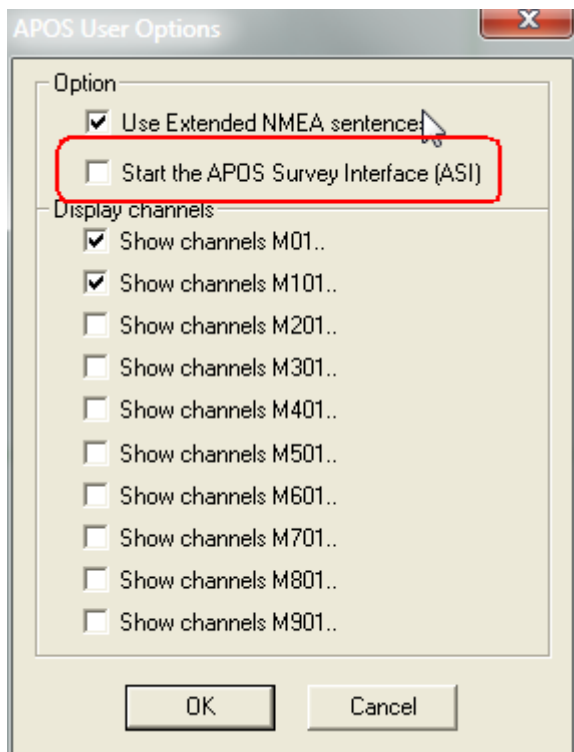 APOS User Options
Option
Use Extended NMEA sentences
Start the APOS Survey Interface (ASI)
Display channels
Show channels M01..
Show channels M101..
Show channels M201..
Show channels M301..
Show channels M401..
Show channels M501..
Show channels M601..
Show channels M701..
Show channels M801..
Show channels M901..
OK
Cancel